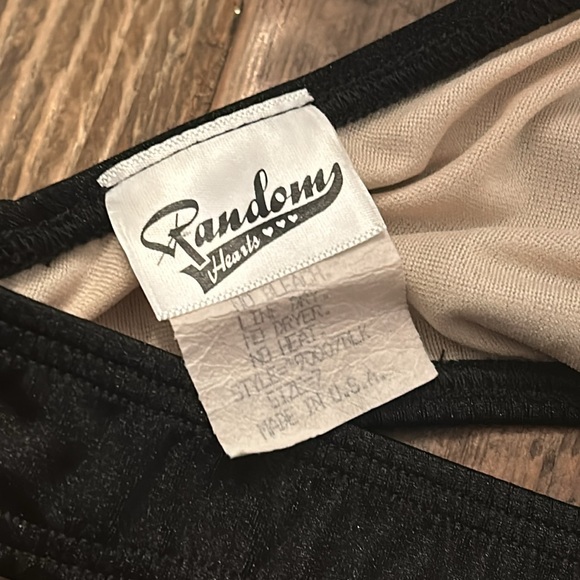 Random
Hearts
NO BLEACH
LINE DRY
NO DRYER
NO HEAT
SIZE-7
MADE IN U.S.A.